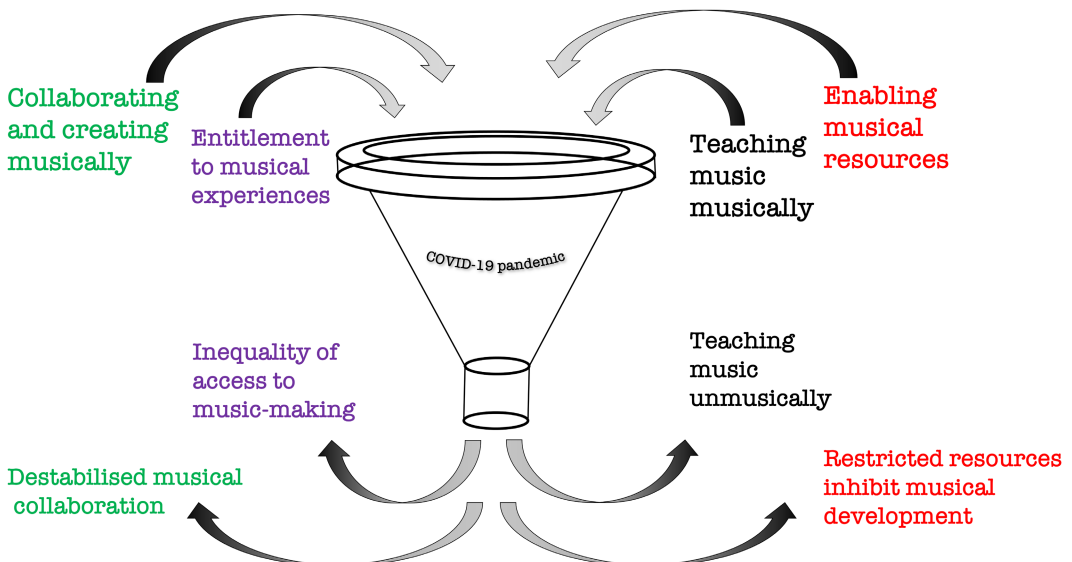 Collaborating
and creating
musically
Entitlement
to musical
experiences
Teaching
music
musically
Enabling
musical
resources
COVID-19 pandemic
Inequality of
access to
music-making
Teaching
music
unmusically
Destabilised musical
collaboration
Restricted resources
inhibit musical
development